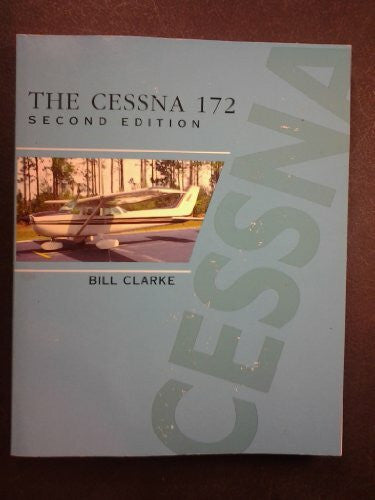 THE CESSNA 172
SECOND EDITION
BILL CLARKE
CESSNA